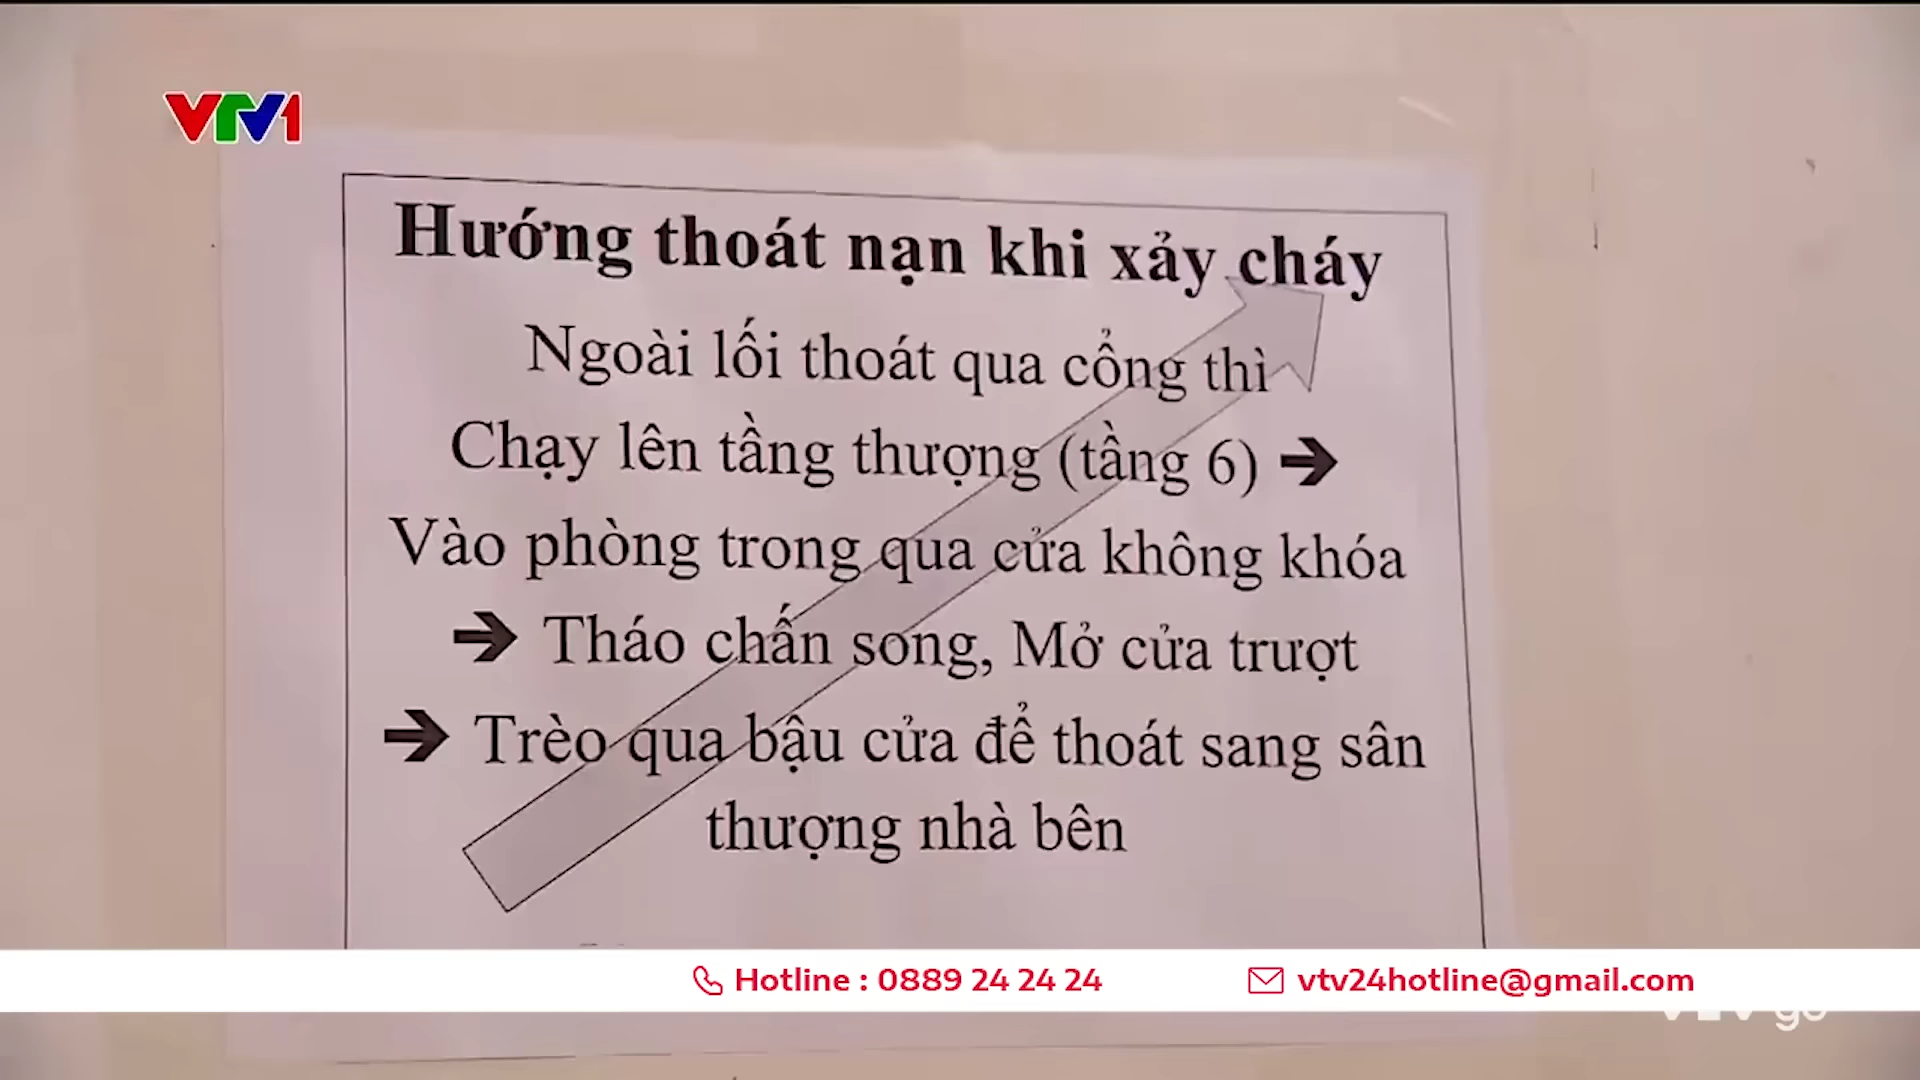 VTV1
Hướng thoát nạn khi xảy cháy
Ngoài lối thoát qua cổng thì
Chạy lên tầng thượng (tầng 6) ➔
Vào phòng trong qua cửa không khóa
➔ Tháo chấn song, Mở cửa trượt
➔ Trèo qua bậu cửa để thoát sang sân
thượng nhà bên
Hotline : 0889 24 24 24
vtv24hotline@gmail.com
go